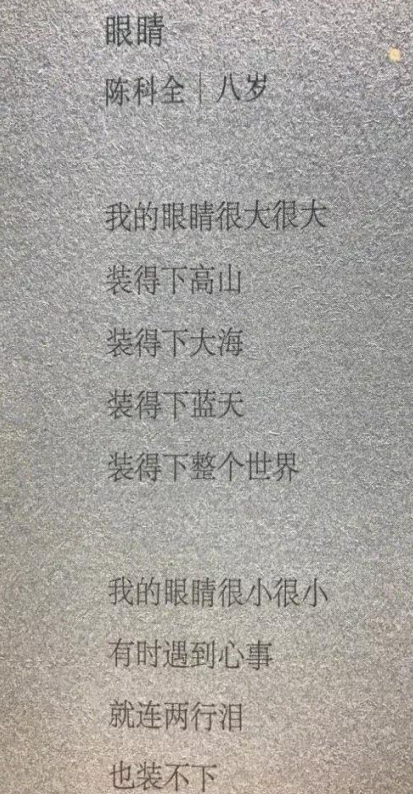 眼睛
陈科全｜八岁
我的眼睛很大很大
装得下高山
装得下大海
装得下蓝天
装得下整个世界
我的眼睛很小很小
有时遇到心事
就连两行泪
也装不下